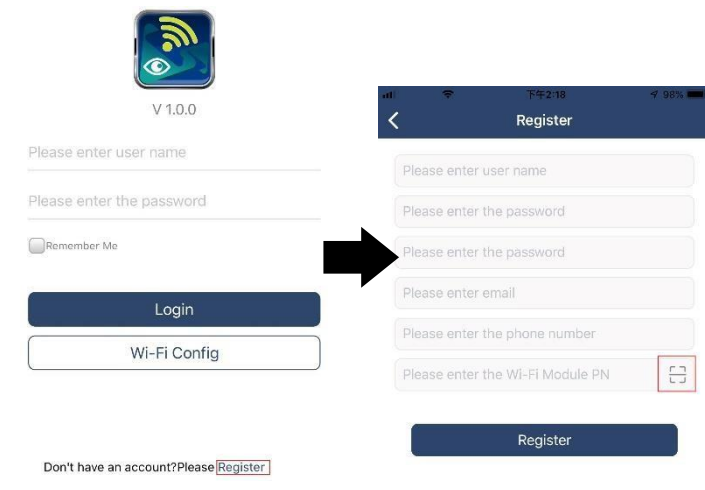 V 1.0.0
Please enter user name
Please enter the password
Remember Me
Login
Wi-Fi Config
Don't have an account?Please Register
下午2:18
98%
Register
Please enter user name
Please enter the password
Please enter the password
Please enter email
Please enter the phone number
Please enter the Wi-Fi Module PN
Register